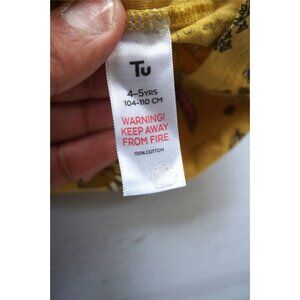 Tu
4-5YRS
104-110 CM
WARNING!
KEEP AWAY
FROM FIRE
100% COTTON